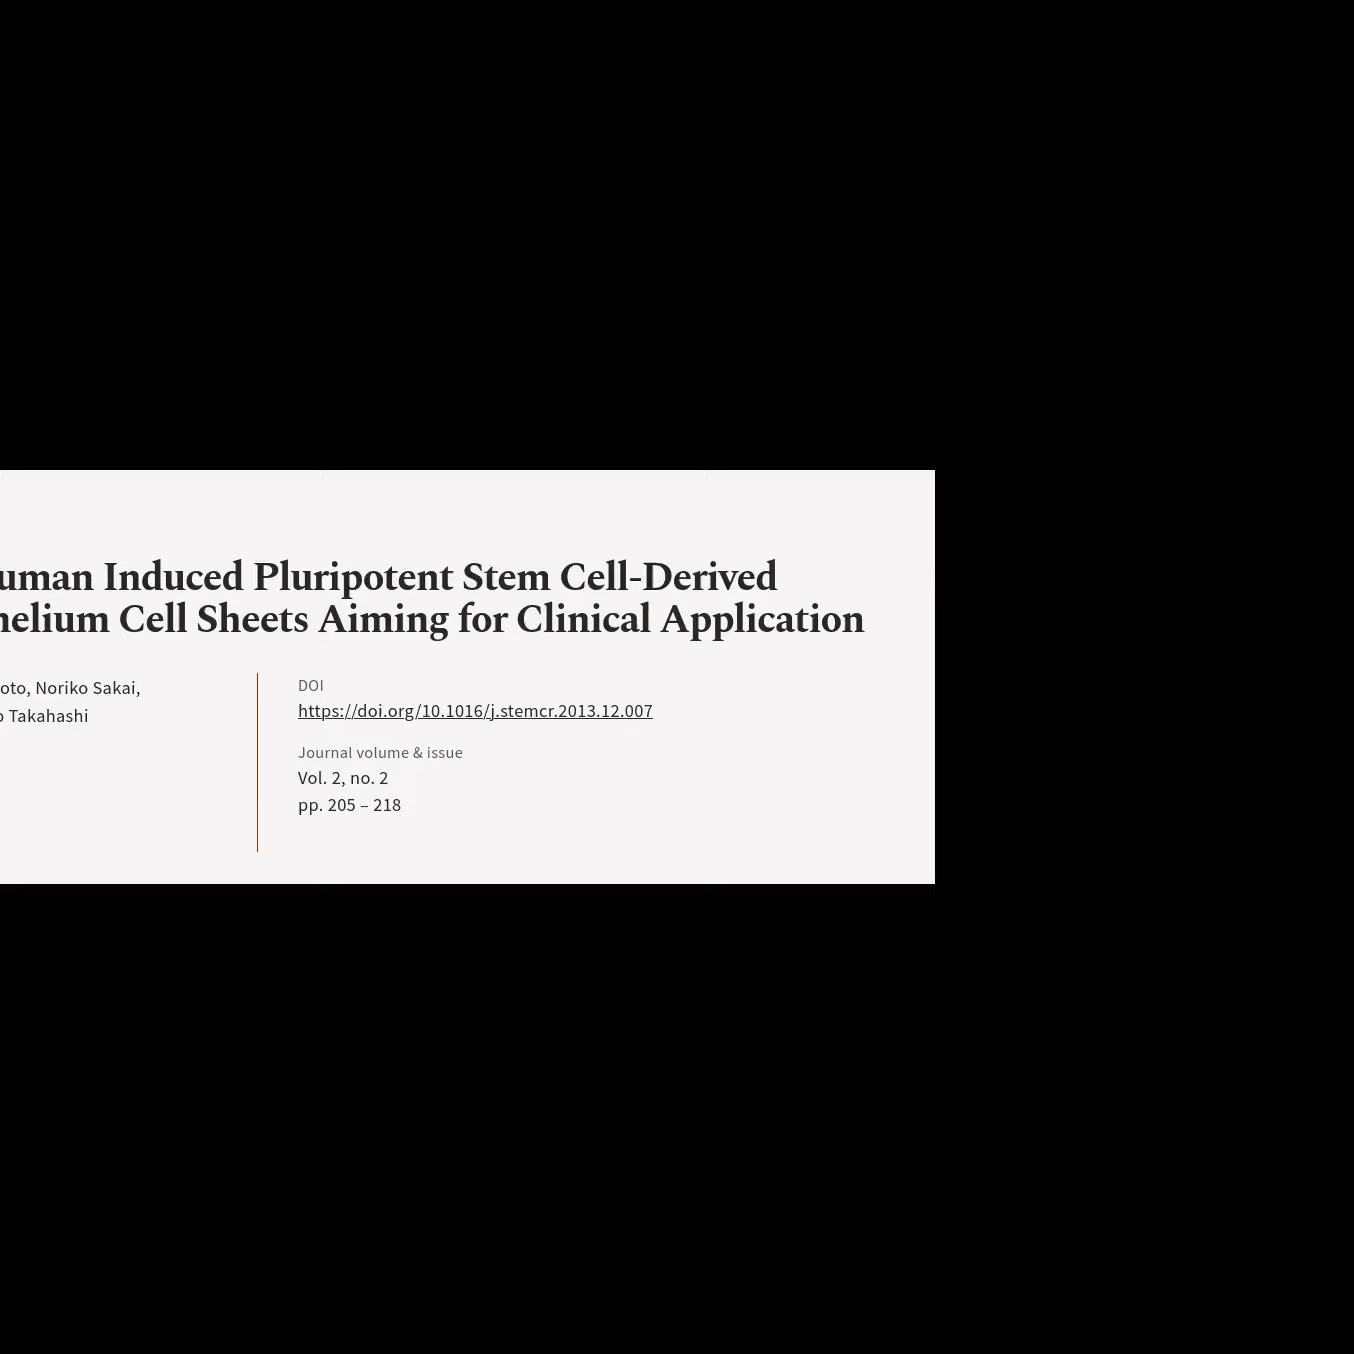 uman Induced Pluripotent Stem Cell-Derived
helium Cell Sheets Aiming for Clinical Application
oto, Noriko Sakai,
o Takahashi
DOI
https://doi.org/10.1016/j.stemcr.2013.12.007
Journal volume & issue
Vol. 2, no. 2
pp. 205 – 218